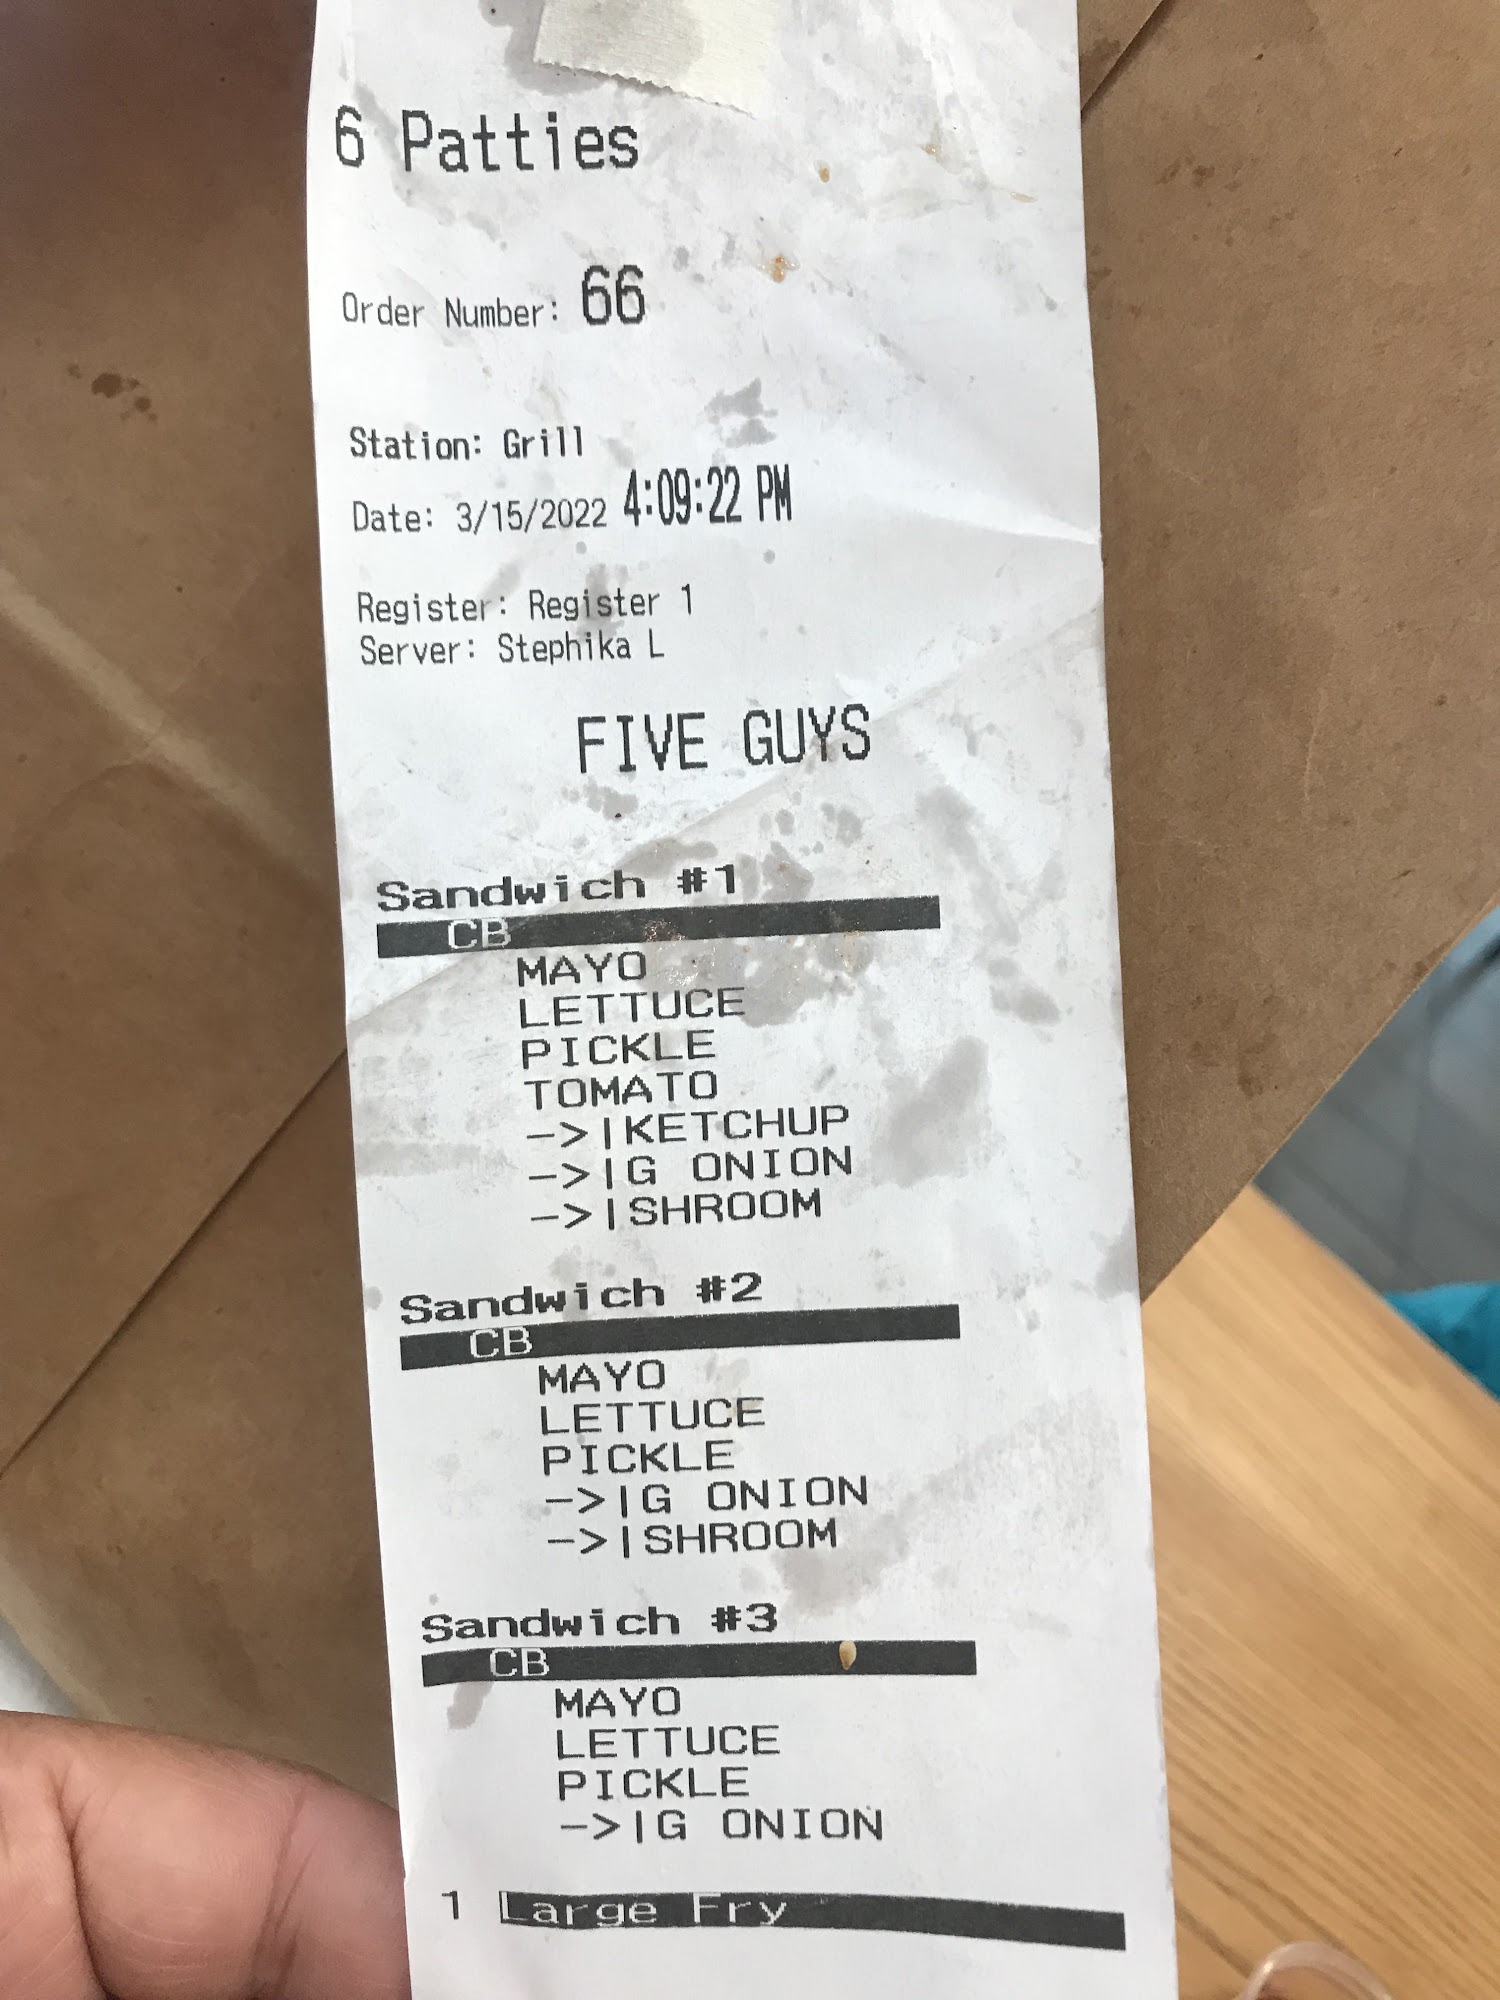 6 Patties
Order Number: 66
Station: Grill
Date: 3/15/2022 4:09:22 PM
Register: Register 1
Server: Stephika L
FIVE GUYS
Sandwich #1
CB
MAYO
LETTUCE
PICKLE
TOMATO
->|KETCHUP
->|G ONION
->|SHROOM
Sandwich #2
CB
MAYO
LETTUCE
PICKLE
->|G ONION
->|SHROOM
Sandwich #3
CB
MAYO
LETTUCE
PICKLE
->|G ONION
1 Large Fry